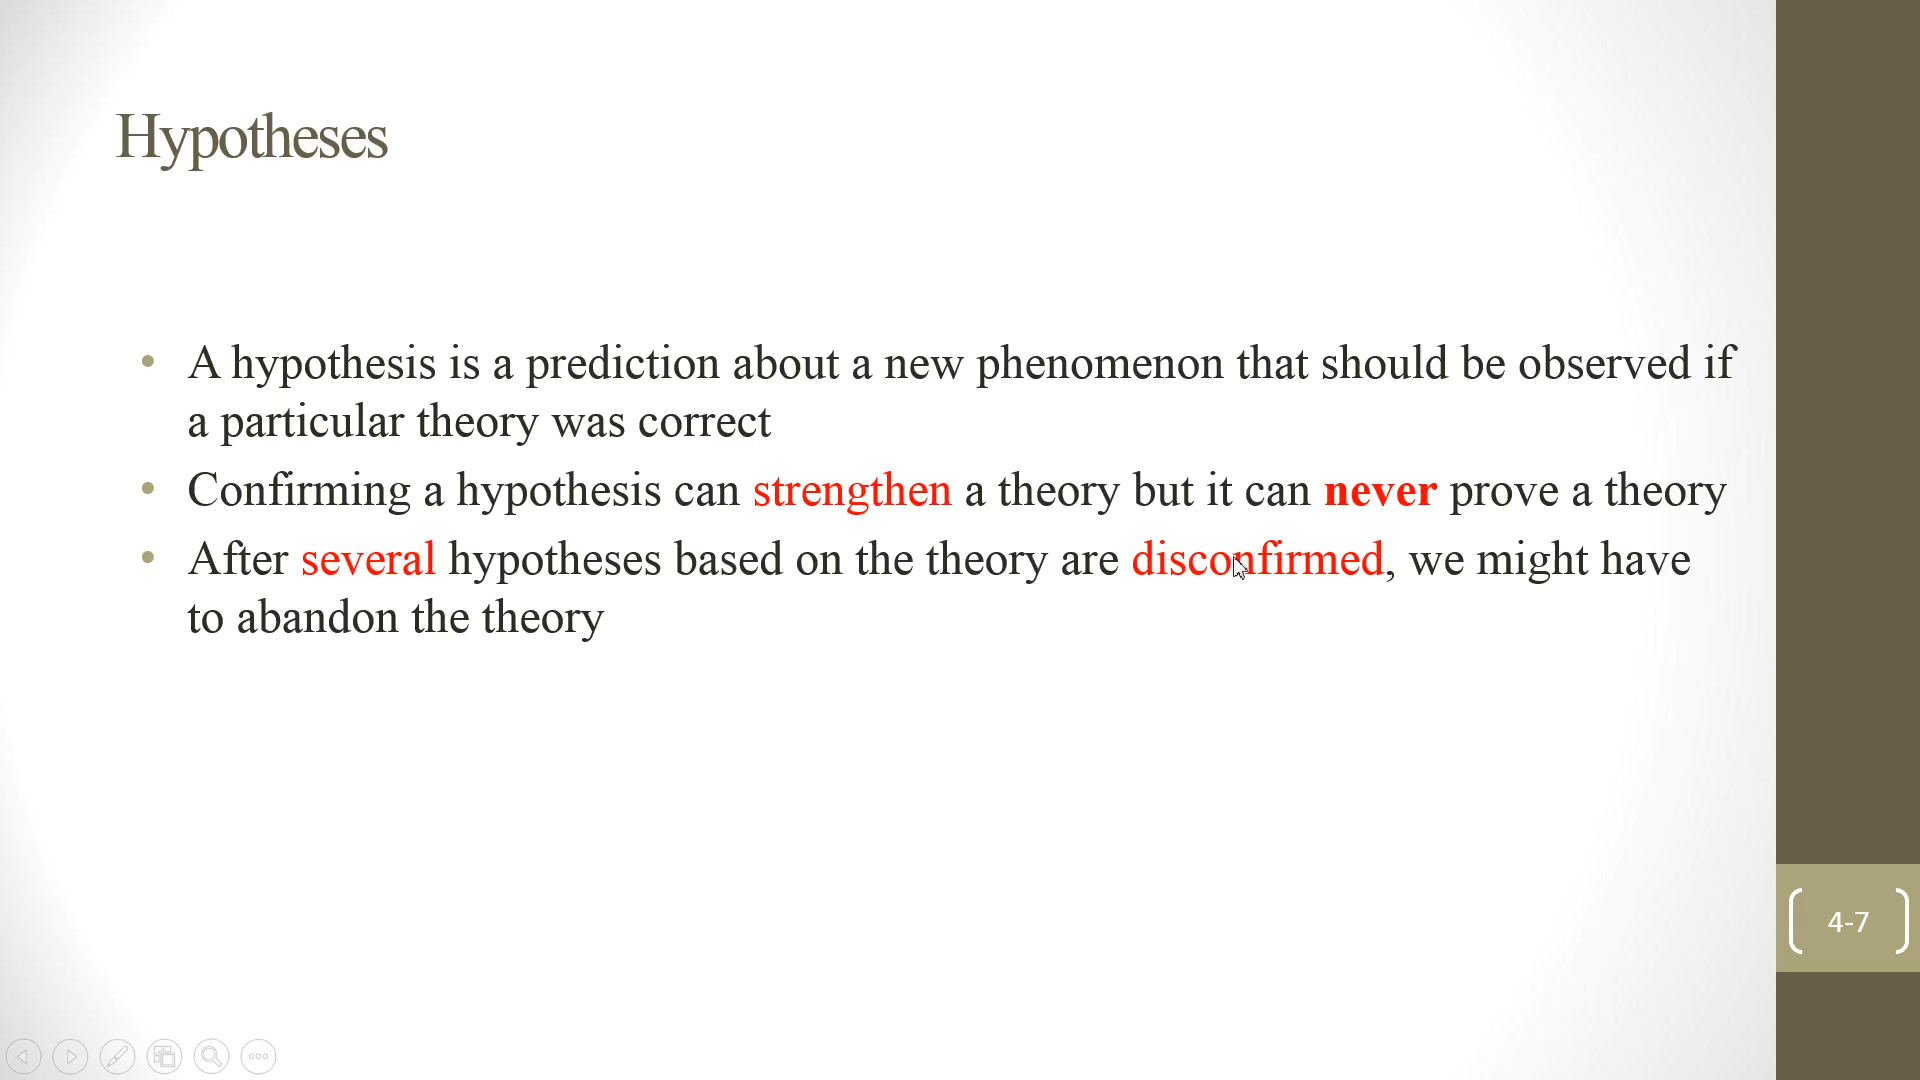 Hypotheses
• A hypothesis is a prediction about a new phenomenon that should be observed if
a particular theory was correct
• Confirming a hypothesis can strengthen a theory but it can never prove a theory
• After several hypotheses based on the theory are disconfirmed, we might have
to abandon the theory
4-7